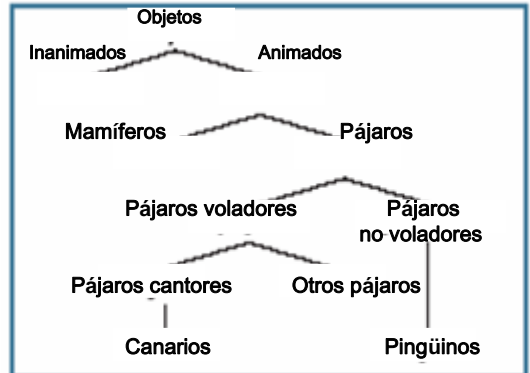 Objetos
Inanimados
Animados
Mamíferos
Pájaros
Pájaros voladores
Pájaros
no voladores
Pájaros cantores
Otros pájaros
Canarios
Pingüinos